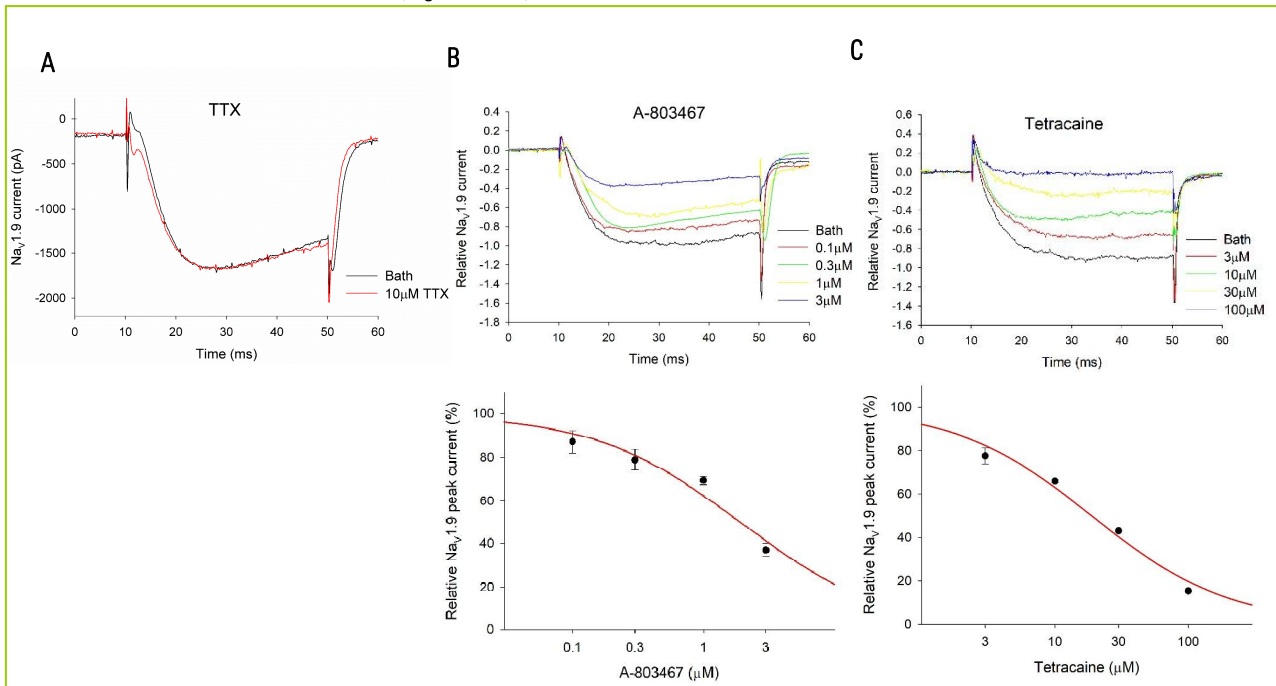 A
TTX
Na_V1.9 current (pA)
0
-500
-1000
-1500
-2000
Bath
10μM TTX
0 10 20 30 40 50 60
Time (ms)
B
A-803467
Relative Na_V1.9 current
0.4
0.2
0.0
-0.2
-0.4
-0.6
-0.8
-1.0
-1.2
-1.4
-1.6
-1.8
Bath
0.1μM
0.3μM
1μM
3μM
0 10 20 30 40 50 60
Time (ms)
C
Tetracaine
Relative Na_V1.9 current
0.6
0.4
0.2
0.0
-0.2
-0.4
-0.6
-0.8
-1.0
-1.2
-1.4
-1.6
Bath
3μM
10μM
30μM
100μM
0 10 20 30 40 50 60
Time (ms)
Relative Na_V1.9 peak current (%)
100
80
60
40
20
0
0.1 0.3 1 3
A-803467 (μM)
Relative Na_V1.9 peak current (%)
100
80
60
40
20
0
3 10 30 100
Tetracaine (μM)